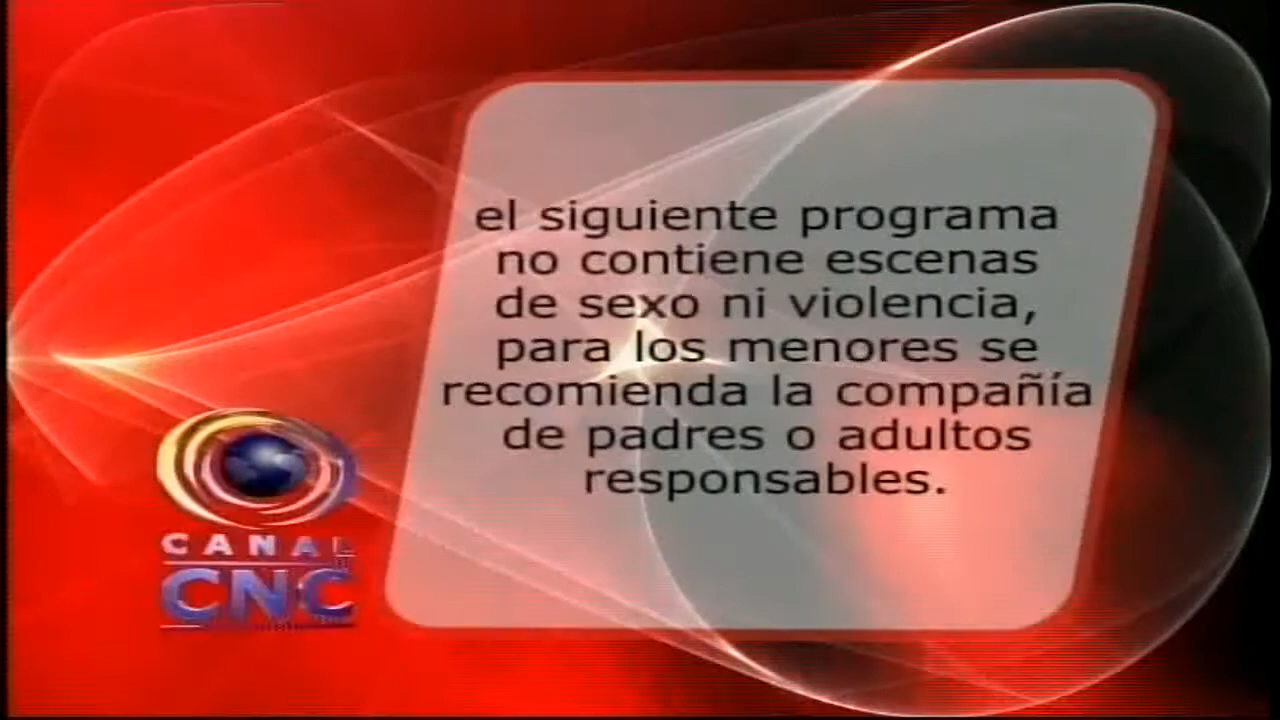 el siguiente programa
no contiene escenas
de sexo ni violencia,
para los menores se
recomienda la compañía
de padres o adultos
responsables.
CANAL
CNC